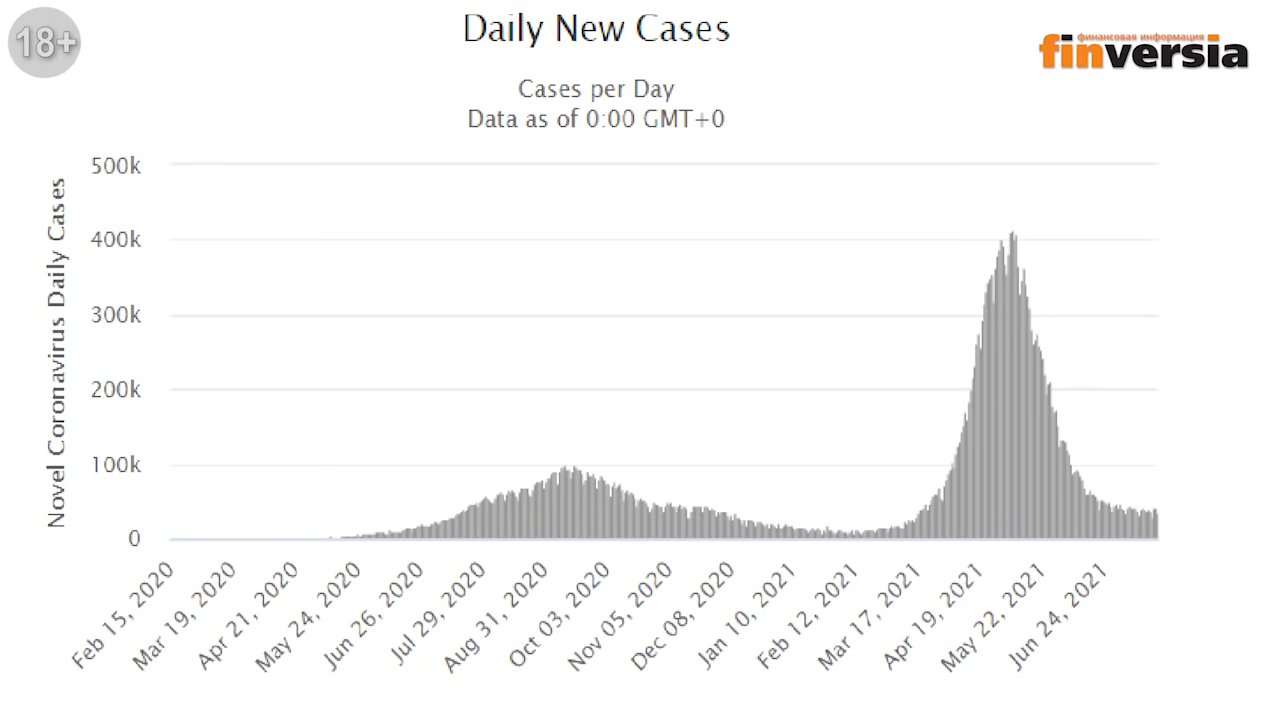 18+
Daily New Cases
финансовая информация
finversia
Cases per Day
Data as of 0:00 GMT+0
Novel Coronavirus Daily Cases
500k
400k
300k
200k
100k
0
Feb 15, 2020
Mar 19, 2020
Apr 21, 2020
May 24, 2020
Jun 26, 2020
Jul 29, 2020
Aug 31, 2020
Oct 03, 2020
Nov 05, 2020
Dec 08, 2020
Jan 10, 2021
Feb 12, 2021
Mar 17, 2021
Apr 19, 2021
May 22, 2021
Jun 24, 2021